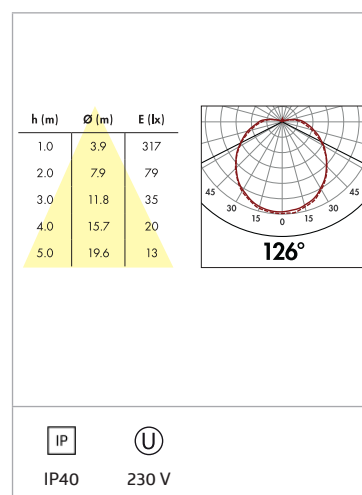 h (m) Ø (m) E (lx)
1.0 3.9 317
2.0 7.9 79
3.0 11.8 35
4.0 15.7 20
5.0 19.6 13
45 30 15 0 15 30 45
126°
IP U
IP40 230 V